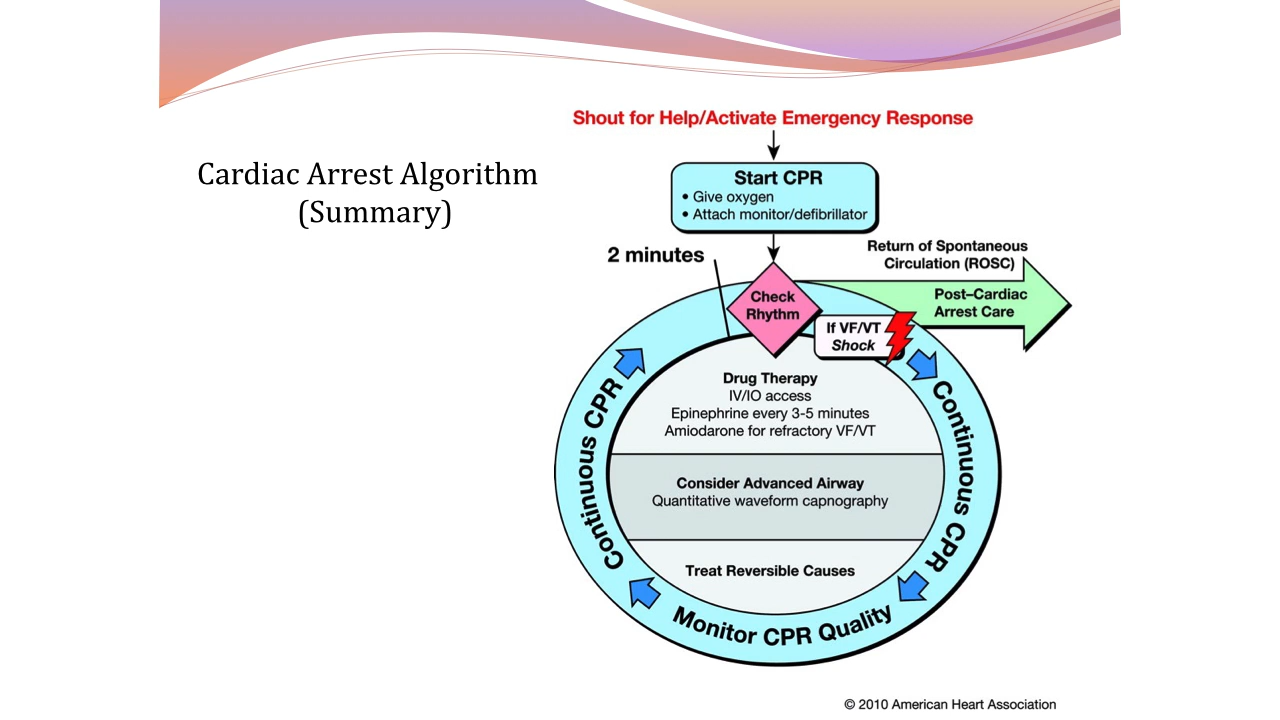 Cardiac Arrest Algorithm
(Summary)
Shout for Help/Activate Emergency Response
Start CPR
• Give oxygen
• Attach monitor/defibrillator
2 minutes
Return of Spontaneous
Circulation (ROSC)
Check
Rhythm
Post–Cardiac
Arrest Care
If VF/VT
Shock
Drug Therapy
IV/IO access
Epinephrine every 3-5 minutes
Amiodarone for refractory VF/VT
Consider Advanced Airway
Quantitative waveform capnography
Treat Reversible Causes
Continuous CPR
Monitor CPR Quality
Continuous CPR
© 2010 American Heart Association